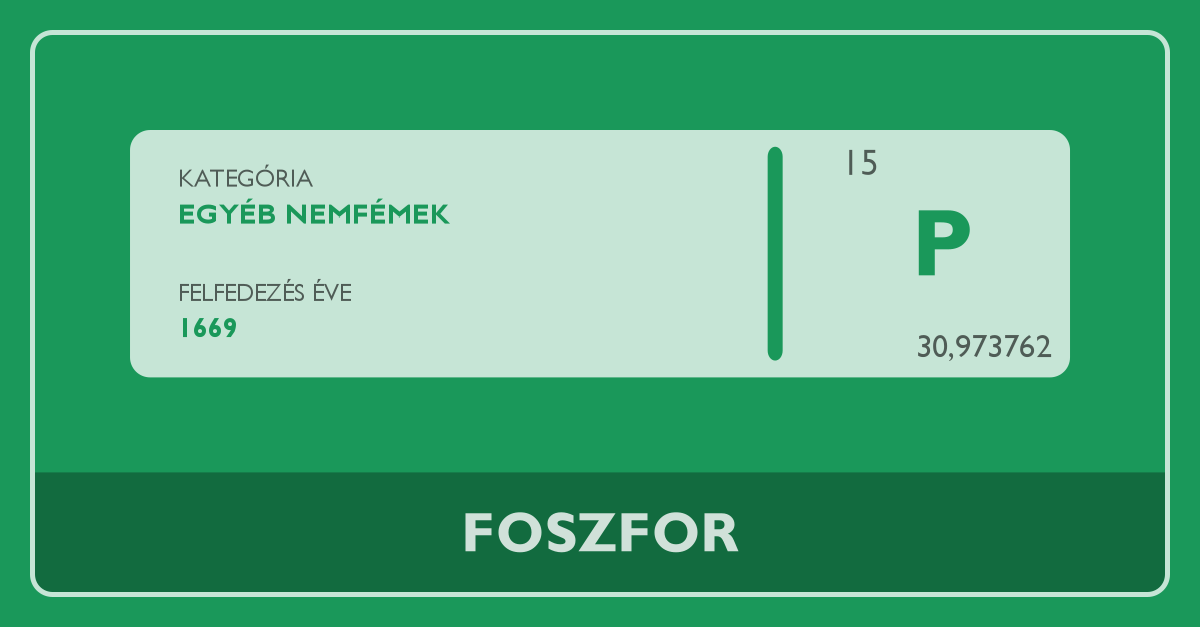 KATEGÓRIA
EGYÉB NEMFÉMEK
FELFEDEZÉS ÉVE
1669
15
P
30,973762
FOSZFOR